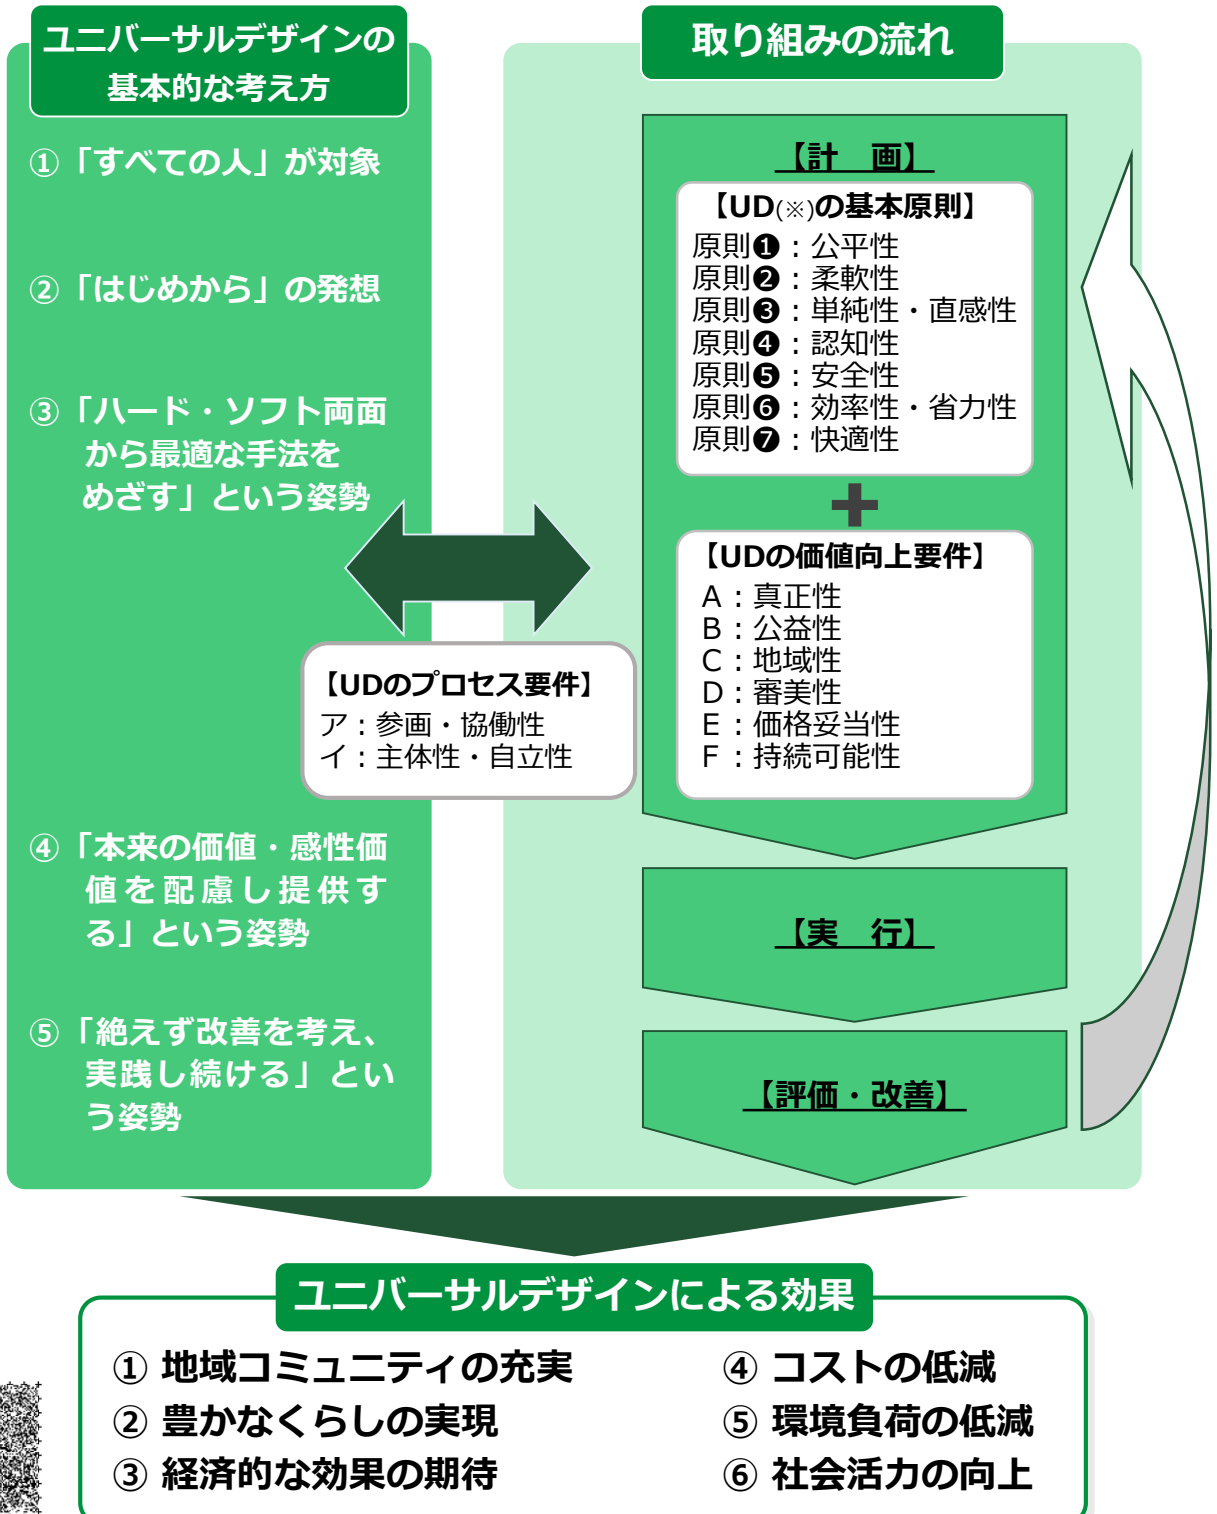 ユニバーサルデザインの
基本的な考え方
①「すべての人」が対象
②「はじめから」の発想
③「ハード・ソフト両面
から最適な手法を
めざす」という姿勢
④「本来の価値・感性価
値を配慮し提供す
る」という姿勢
⑤「絶えず改善を考え、
実践し続ける」とい
う姿勢
【UDのプロセス要件】
ア：参画・協働性
イ：主体性・自立性
取り組みの流れ
【計　画】
【UD(※)の基本原則】
原則❶：公平性
原則❷：柔軟性
原則❸：単純性・直感性
原則❹：認知性
原則❺：安全性
原則❻：効率性・省力性
原則❼：快適性
【UDの価値向上要件】
A：真正性
B：公益性
C：地域性
D：審美性
E：価格妥当性
F：持続可能性
【実　行】
【評価・改善】
ユニバーサルデザインによる効果
① 地域コミュニティの充実
② 豊かなくらしの実現
③ 経済的な効果の期待
④ コストの低減
⑤ 環境負荷の低減
⑥ 社会活力の向上